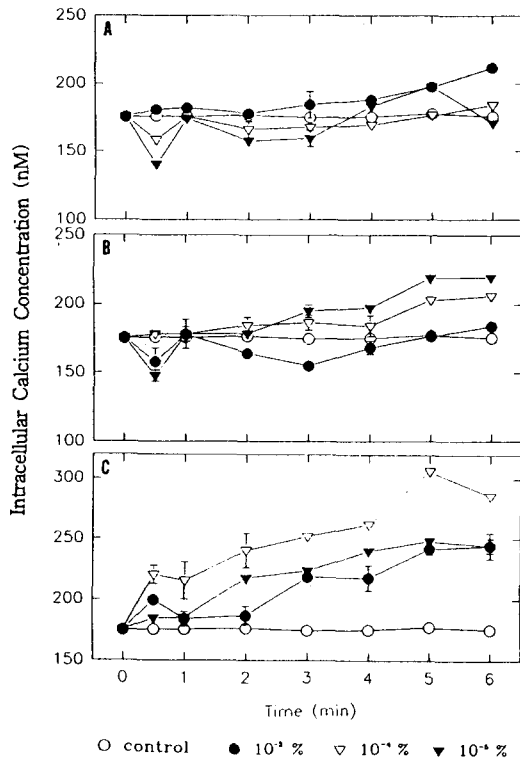 Intracellular Calcium Concentration (nM)
A
250
200
150
100
B
250
200
150
100
C
300
250
200
150
0 1 2 3 4 5 6
Time (min)
control 10⁻³ % 10⁻⁴ % 10⁻⁵ %